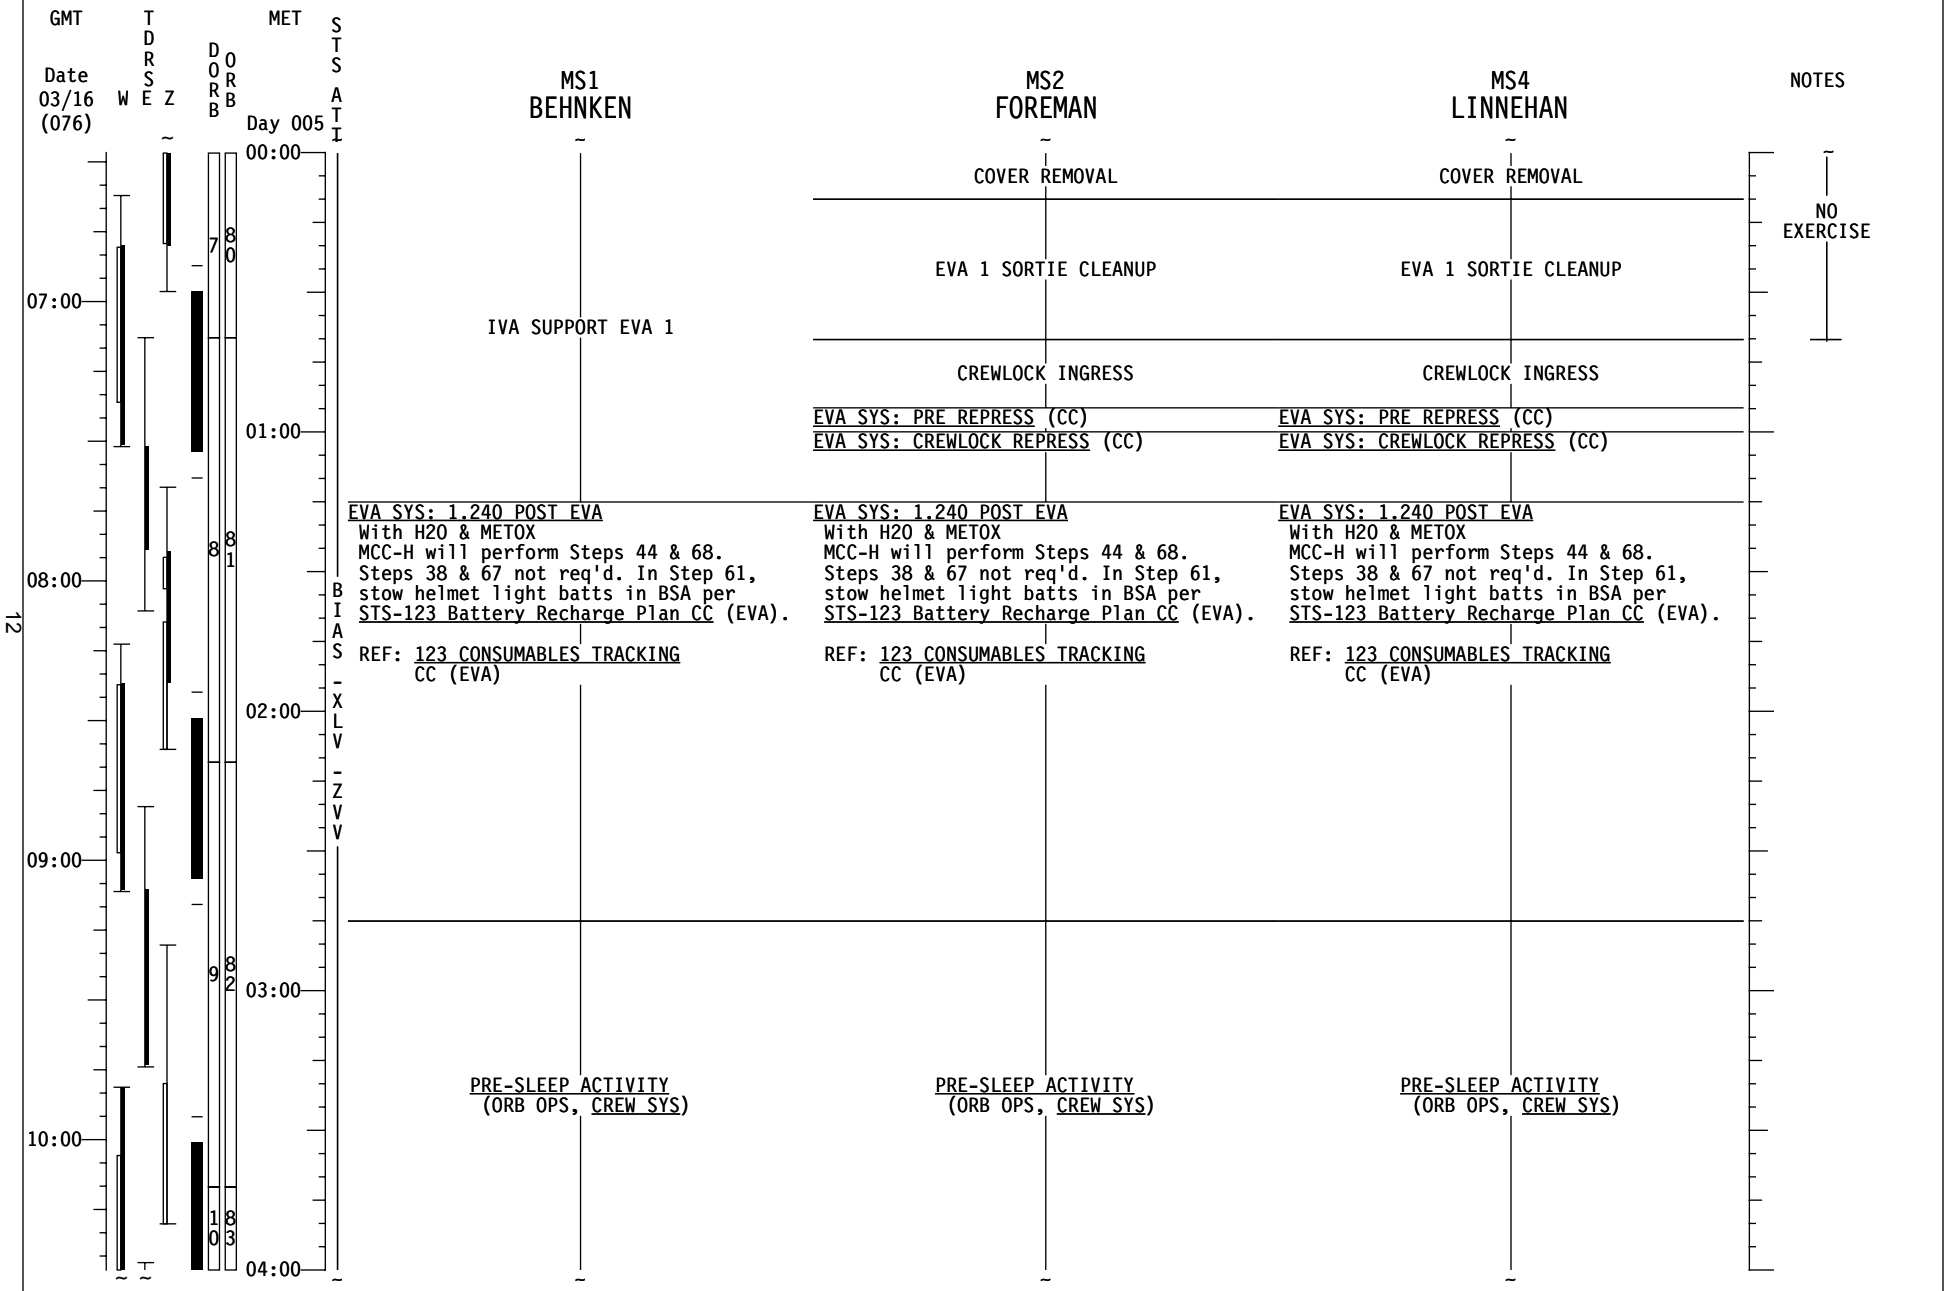 GMT
TDRSE
MET
STS ATT
DORB
ORB
Date
03/16
(076)
W E Z
Day 005
MS1
BEHNKEN
MS2
FOREMAN
MS4
LINNEHAN
NOTES
~ ~ ~ ~ ~
00:00
COVER REMOVAL
COVER REMOVAL
NO
EXERCISE
7
80
EVA 1 SORTIE CLEANUP
EVA 1 SORTIE CLEANUP
07:00
IVA SUPPORT EVA 1
CREWLOCK INGRESS
CREWLOCK INGRESS
EVA SYS: PRE REPRESS (CC)
EVA SYS: PRE REPRESS (CC)
01:00
EVA SYS: CREWLOCK REPRESS (CC)
EVA SYS: CREWLOCK REPRESS (CC)
8
81
08:00
EVA SYS: 1.240 POST EVA
With H2O & METOX
MCC-H will perform Steps 44 & 68.
Steps 38 & 67 not req'd. In Step 61,
stow helmet light batts in BSA per
STS-123 Battery Recharge Plan CC (EVA).
REF: 123 CONSUMABLES TRACKING
CC (EVA)
EVA SYS: 1.240 POST EVA
With H2O & METOX
MCC-H will perform Steps 44 & 68.
Steps 38 & 67 not req'd. In Step 61,
stow helmet light batts in BSA per
STS-123 Battery Recharge Plan CC (EVA).
REF: 123 CONSUMABLES TRACKING
CC (EVA)
EVA SYS: 1.240 POST EVA
With H2O & METOX
MCC-H will perform Steps 44 & 68.
Steps 38 & 67 not req'd. In Step 61,
stow helmet light batts in BSA per
STS-123 Battery Recharge Plan CC (EVA).
REF: 123 CONSUMABLES TRACKING
CC (EVA)
12
BIAS -XLV -ZVV
02:00
09:00
9
82
03:00
PRE-SLEEP ACTIVITY
(ORB OPS, CREW SYS)
PRE-SLEEP ACTIVITY
(ORB OPS, CREW SYS)
PRE-SLEEP ACTIVITY
(ORB OPS, CREW SYS)
10:00
10
83
04:00
~ ~ ~ ~ ~ ~